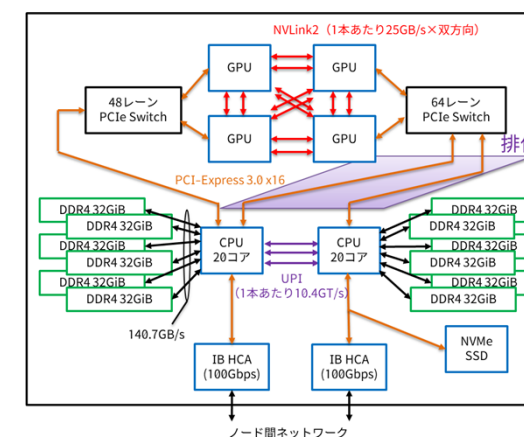 NVLink2（1本あたり25GB/s×双方向）
GPU
GPU
48レーン
PCIe Switch
64レーン
PCIe Switch
GPU
GPU
排他
PCI-Express 3.0 x16
DDR4 32GiB
DDR4 32GiB
DDR4 32GiB
DDR4 32GiB
DDR4 32GiB
DDR4 32GiB
CPU
20コア
CPU
20コア
UPI
（1本あたり10.4GT/s）
DDR4 32GiB
DDR4 32GiB
DDR4 32GiB
DDR4 32GiB
DDR4 32GiB
DDR4 32GiB
140.7GB/s
IB HCA
(100Gbps)
IB HCA
(100Gbps)
NVMe
SSD
ノード間ネットワーク